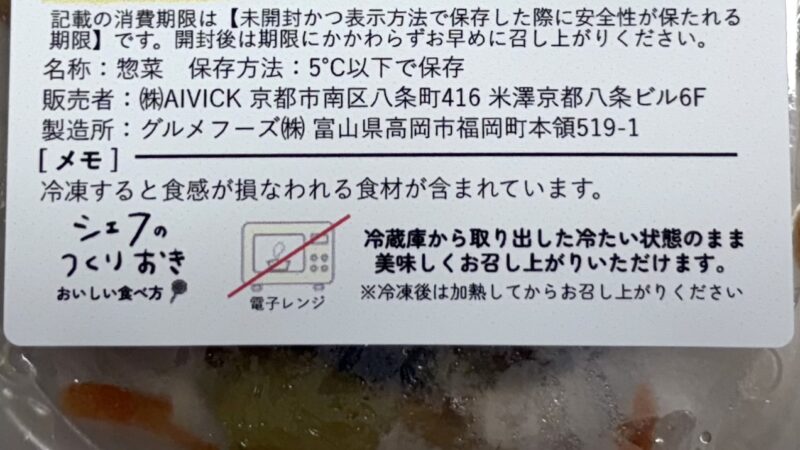 記載の消費期限は【未開封かつ表示方法で保存した際に安全性が保たれる
期限】です。開封後は期限にかかわらずお早めに召し上がりください。
名称：惣菜　保存方法：5℃以下で保存
販売者：㈱AIVICK 京都市南区八条町416 米澤京都八条ビル6F
製造所：グルメフーズ㈱ 富山県高岡市福岡町本領519-1
[メモ]
冷凍すると食感が損なわれる食材が含まれています。
シェフの
つくりおき
おいしい食べ方
電子レンジ
冷蔵庫から取り出した冷たい状態のまま
美味しくお召し上がりいただけます。
※冷凍後は加熱してからお召し上がりください